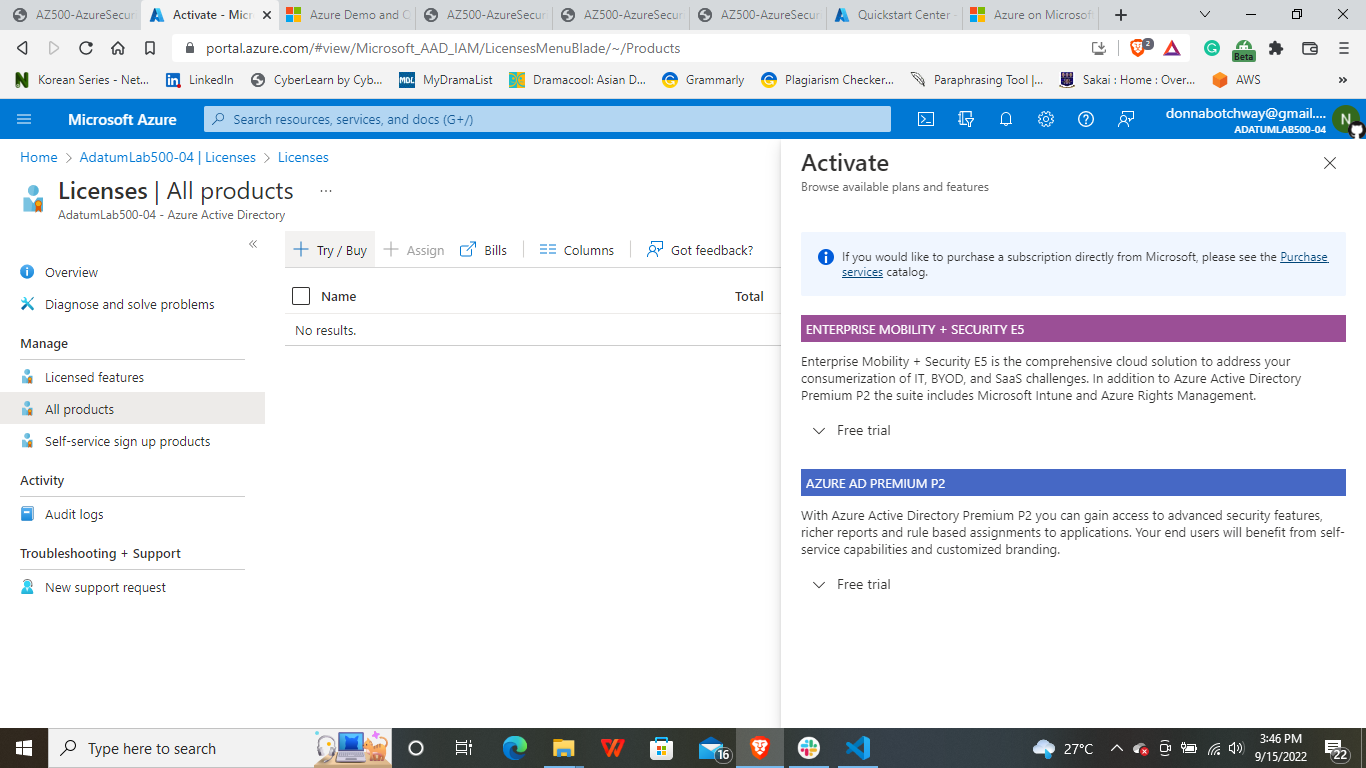 AZ500-AzureSecur
Activate - Micr
Azure Demo and C
AZ500-AzureSecur
AZ500-AzureSecur
AZ500-AzureSecur
Quickstart Center -
Azure on Microsof
portal.azure.com/#view/Microsoft_AAD_IAM/LicensesMenuBlade/~/Products
2
Beta
Korean Series - Net...
LinkedIn
CyberLearn by Cyb...
MDL
MyDramaList
Dramacool: Asian D...
Grammarly
Plagiarism Checker...
Paraphrasing Tool |...
Sakai : Home : Over...
AWS
»
Microsoft Azure
Search resources, services, and docs (G+/)
donnabotchway@gmail....
ADATUMLAB500-04
N
Home > AdatumLab500-04 | Licenses > Licenses
Licenses | All products ...
AdatumLab500-04 - Azure Active Directory
«
Overview
Diagnose and solve problems
Manage
Licensed features
All products
Self-service sign up products
Activity
Audit logs
Troubleshooting + Support
New support request
Try / Buy
Assign
Bills
Columns
Got feedback?
Name
Total
No results.
Activate
Browse available plans and features
If you would like to purchase a subscription directly from Microsoft, please see the Purchase
services catalog.
ENTERPRISE MOBILITY + SECURITY E5
Enterprise Mobility + Security E5 is the comprehensive cloud solution to address your
consumerization of IT, BYOD, and SaaS challenges. In addition to Azure Active Directory
Premium P2 the suite includes Microsoft Intune and Azure Rights Management.
Free trial
AZURE AD PREMIUM P2
With Azure Active Directory Premium P2 you can gain access to advanced security features,
richer reports and rule based assignments to applications. Your end users will benefit from self-
service capabilities and customized branding.
Free trial
Type here to search
16
27°C
3:46 PM
9/15/2022
22